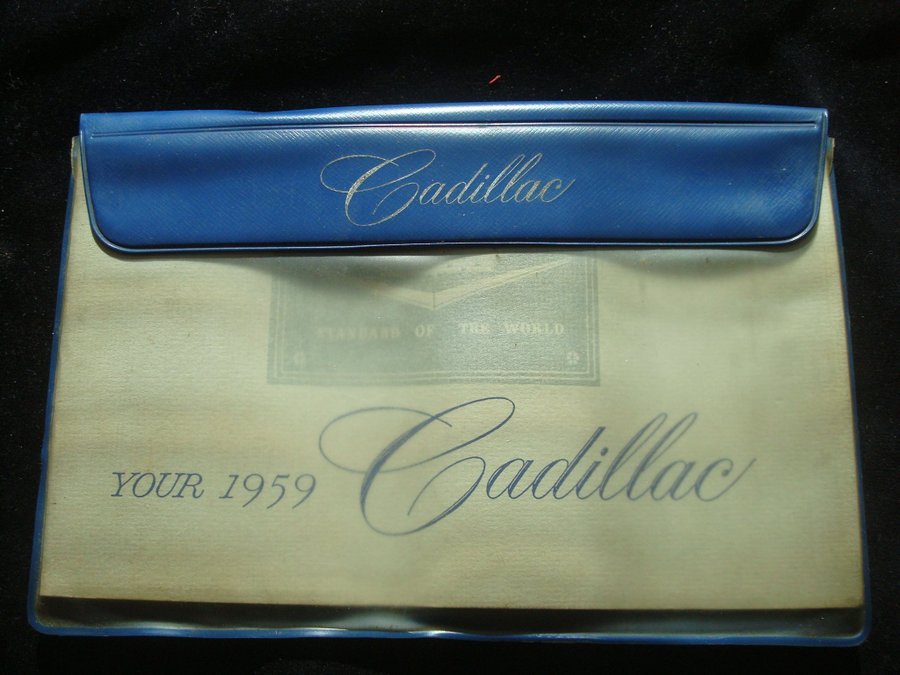 Cadillac
STANDARD OF THE WORLD
YOUR 1959 Cadillac